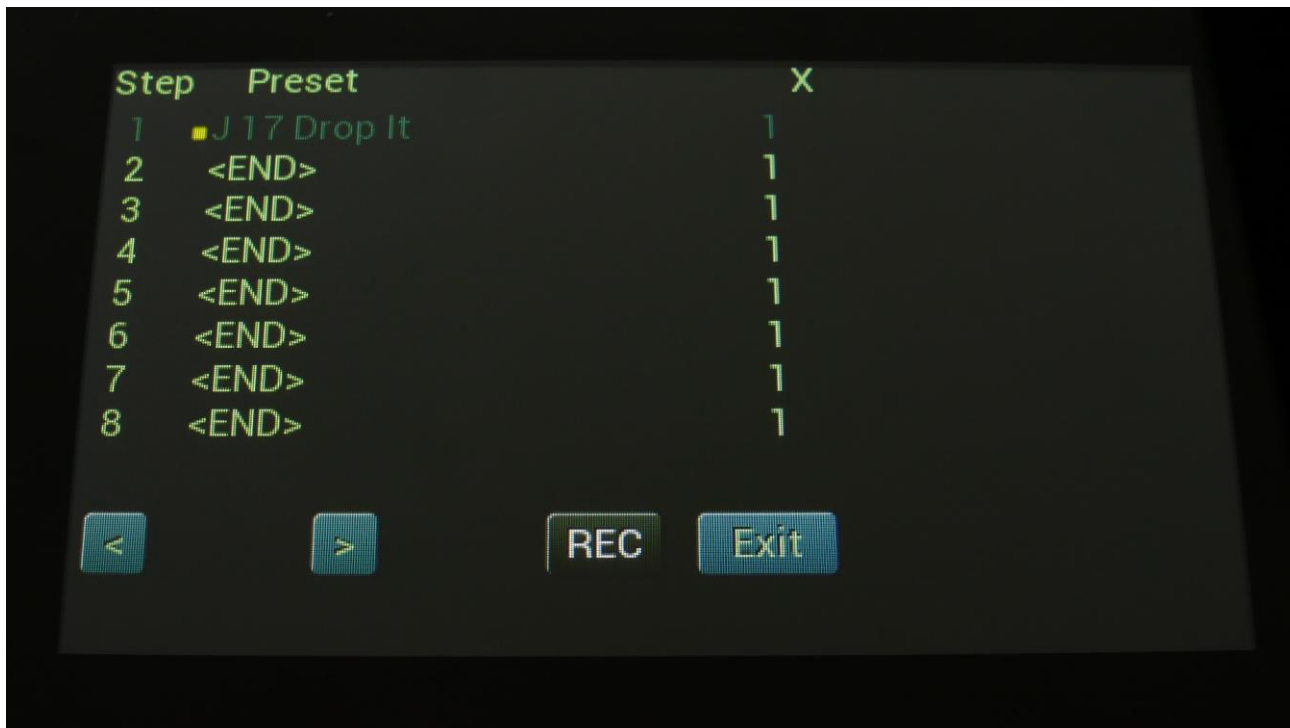 Step Preset X
1 J 17 Drop It 1
2 <END> 1
3 <END> 1
4 <END> 1
5 <END> 1
6 <END> 1
7 <END> 1
8 <END> 1
< > REC Exit